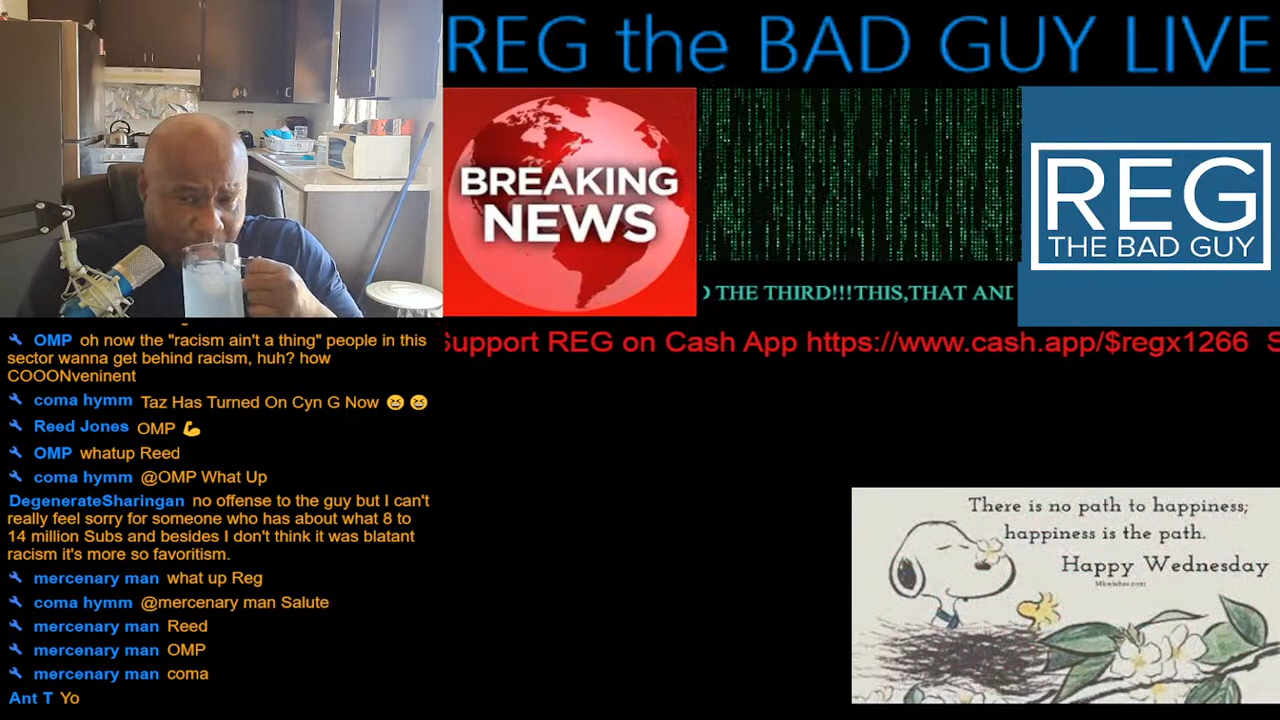 REG the BAD GUY LIVE
BREAKING
NEWS
REG
THE BAD GUY
THE THIRD!!!THIS,THAT AND
Support REG on Cash App https://www.cash.app/$regx1266
OMP oh now the "racism ain't a thing" people in this
sector wanna get behind racism, huh? how
COOONveninent
coma hymm Taz Has Turned On Cyn G Now 😆 😆
Reed Jones OMP 💪
OMP whatup Reed
coma hymm @OMP What Up
DegenerateSharingan no offense to the guy but I can't
really feel sorry for someone who has about what 8 to
14 million Subs and besides I don't think it was blatant
racism it's more so favoritism.
mercenary man what up Reg
coma hymm @mercenary man Salute
mercenary man Reed
mercenary man OMP
mercenary man coma
Ant T Yo
There is no path to happiness;
happiness is the path.
Happy Wednesday